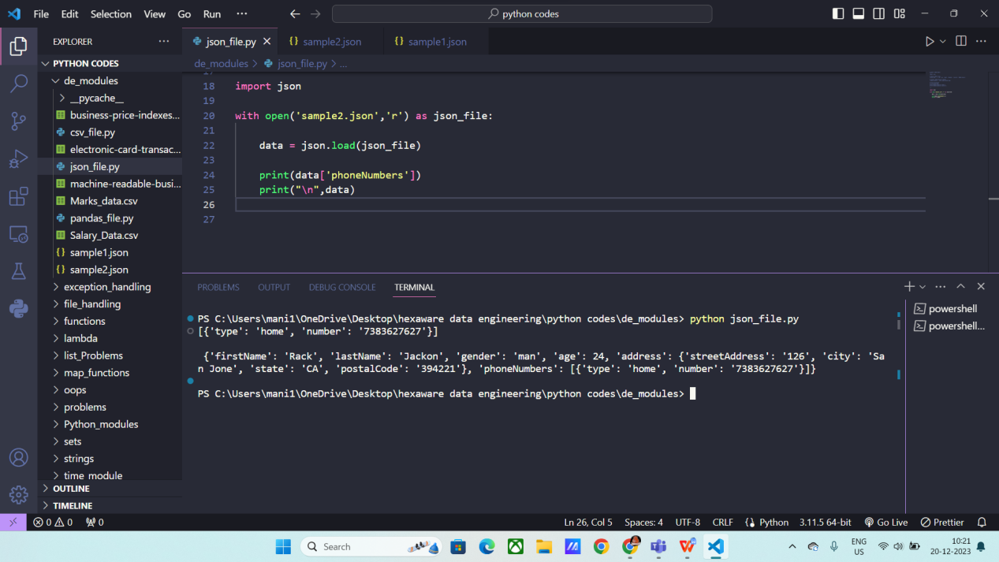 File Edit Selection View Go Run ··· python codes
EXPLORER ···
PYTHON CODES
de_modules
__pycache__
business-price-indexes...
csv_file.py
electronic-card-transac...
json_file.py
machine-readable-busi...
Marks_data.csv
pandas_file.py
Salary_Data.csv
sample1.json
sample2.json
exception_handling
file_handling
functions
lambda
list_Problems
map_functions
oops
problems
Python_modules
sets
strings
time_module
OUTLINE
TIMELINE
json_file.py {} sample2.json {} sample1.json
de_modules > json_file.py > ...
17
18 import json
19
20 with open('sample2.json','r') as json_file:
21
22 data = json.load(json_file)
23
24 print(data['phoneNumbers'])
25 print("\n",data)
26
27
PROBLEMS OUTPUT DEBUG CONSOLE TERMINAL
powershell
powershell...
PS C:\Users\mani1\OneDrive\Desktop\hexaware data engineering\python codes\de_modules> python json_file.py
[{'type': 'home', 'number': '7383627627'}]
{'firstName': 'Rack', 'lastName': 'Jackon', 'gender': 'man', 'age': 24, 'address': {'streetAddress': '126', 'city': 'Sa
n Jone', 'state': 'CA', 'postalCode': '394221'}, 'phoneNumbers': [{'type': 'home', 'number': '7383627627'}]}
PS C:\Users\mani1\OneDrive\Desktop\hexaware data engineering\python codes\de_modules>
0 0 0 Ln 26, Col 5 Spaces: 4 UTF-8 CRLF {} Python 3.11.5 64-bit Go Live Prettier
Search
ENG
US
10:21
20-12-2023